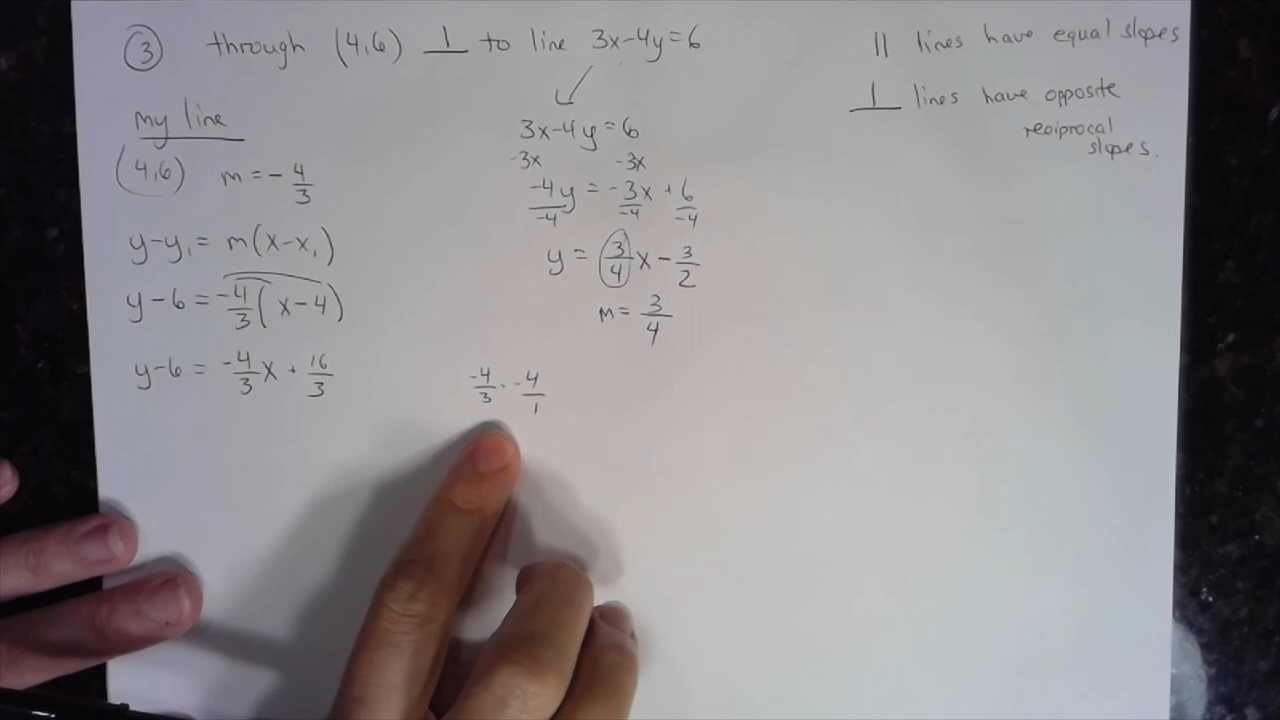 ③ through (4,6) ⊥ to line 3x-4y=6
my line
(4,6) m = -4/3
y-y₁ = m(x-x₁)
y-6 = -4/3(x-4)
y-6 = -4/3x + 16/3
3x-4y=6
-3x -3x
-4y/-4 = -3x/-4 + 6/-4
y = 3/4x - 3/2
m = 3/4
-4/3 · -4/1
|| lines have equal slopes
⊥ lines have opposite
reciprocal
slopes.